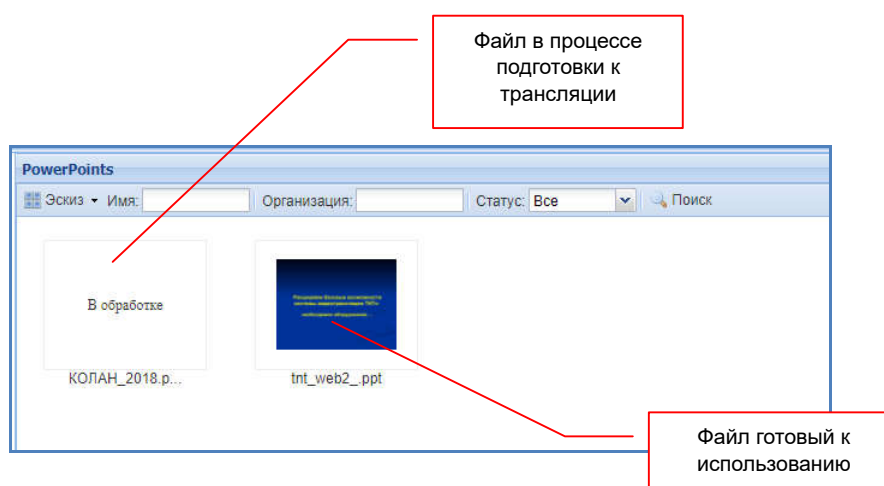 Файл в процессе
подготовки к
трансляции
PowerPoints
Эскиз Имя: Организация: Статус: Все Поиск
В обработке
КОЛАН_2018.p...
tnt_web2_.ppt
Файл готовый к
использованию